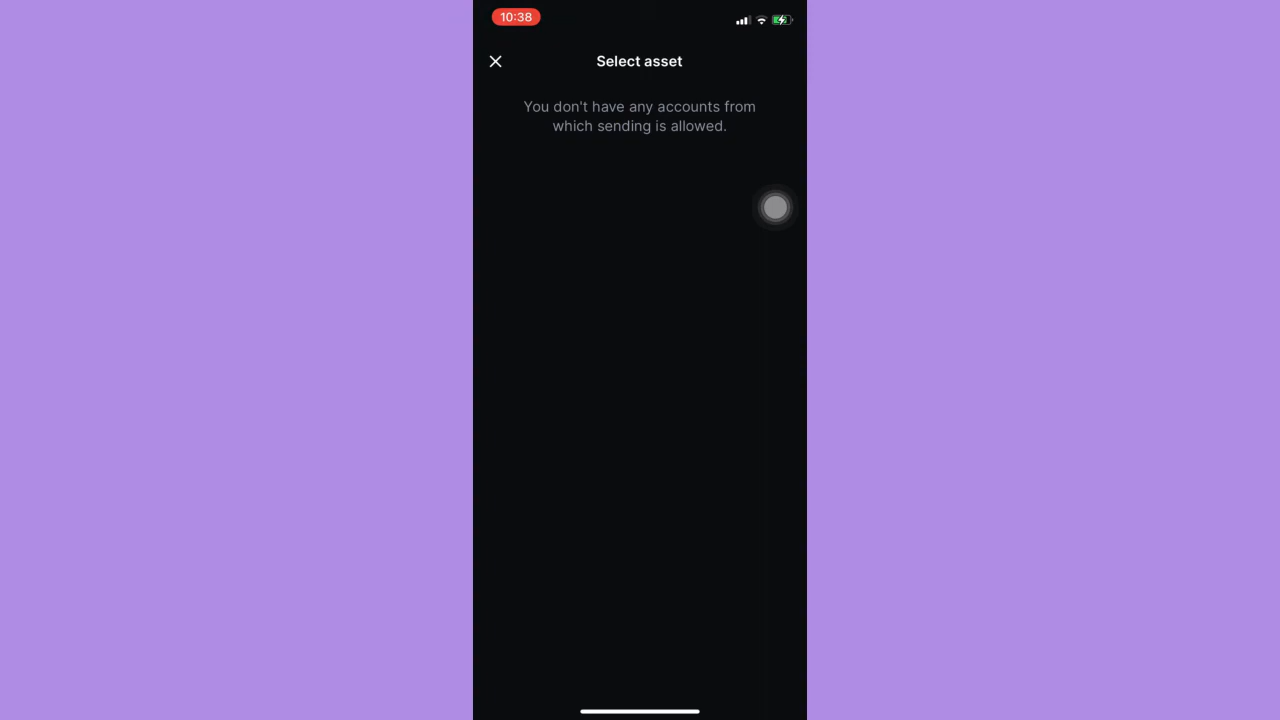 10:38
Select asset
You don't have any accounts from
which sending is allowed.